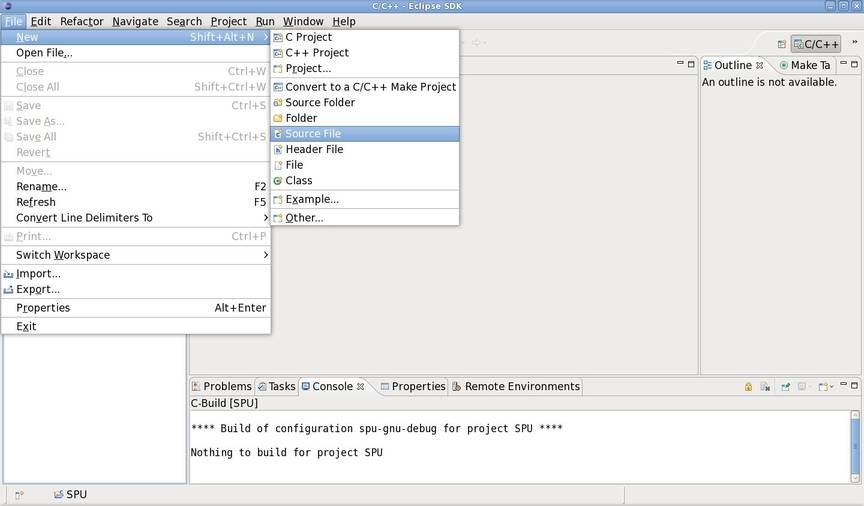 C/C++ - Eclipse SDK
File Edit Refactor Navigate Search Project Run Window Help
New Shift+Alt+N
Open File...
Close Ctrl+W
Close All Shift+Ctrl+W
Save Ctrl+S
Save As...
Save All Shift+Ctrl+S
Revert
Move...
Rename... F2
Refresh F5
Convert Line Delimiters To
Print... Ctrl+P
Switch Workspace
Import...
Export...
Properties Alt+Enter
Exit
C Project
C++ Project
Project...
Convert to a C/C++ Make Project
Source Folder
Folder
Source File
Header File
File
Class
Example...
Other...
C/C++
Outline Make Ta
An outline is not available.
Problems Tasks Console Properties Remote Environments
C-Build [SPU]
**** Build of configuration spu-gnu-debug for project SPU ****
Nothing to build for project SPU
SPU